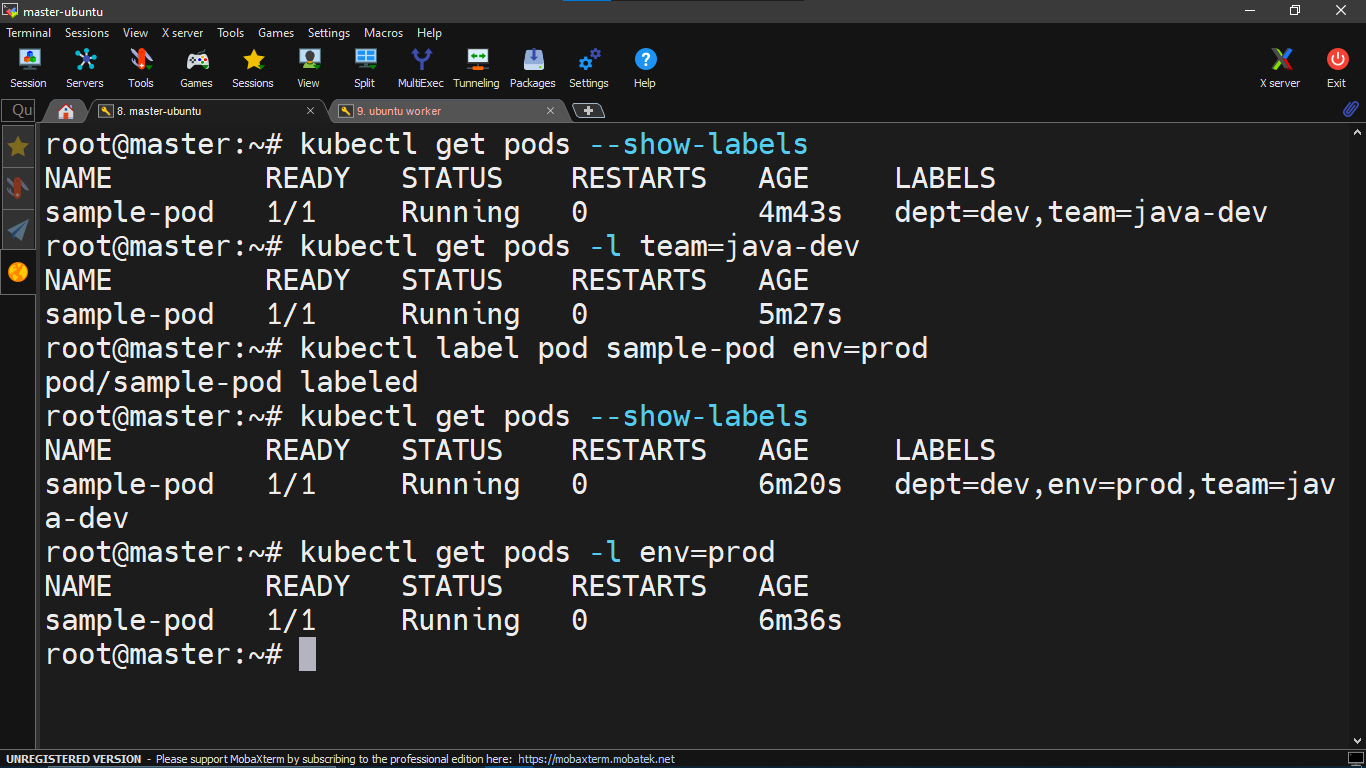 master-ubuntu
Terminal Sessions View X server Tools Games Settings Macros Help
Session Servers Tools Games Sessions View Split MultiExec Tunneling Packages Settings Help X server Exit
Qu 8. master-ubuntu 9. ubuntu worker
root@master:~# kubectl get pods --show-labels
NAME         READY   STATUS    RESTARTS   AGE     LABELS
sample-pod   1/1     Running   0          4m43s   dept=dev,team=java-dev
root@master:~# kubectl get pods -l team=java-dev
NAME         READY   STATUS    RESTARTS   AGE
sample-pod   1/1     Running   0          5m27s
root@master:~# kubectl label pod sample-pod env=prod
pod/sample-pod labeled
root@master:~# kubectl get pods --show-labels
NAME         READY   STATUS    RESTARTS   AGE     LABELS
sample-pod   1/1     Running   0          6m20s   dept=dev,env=prod,team=jav
a-dev
root@master:~# kubectl get pods -l env=prod
NAME         READY   STATUS    RESTARTS   AGE
sample-pod   1/1     Running   0          6m36s
root@master:~#
UNREGISTERED VERSION - Please support MobaXterm by subscribing to the professional edition here: https://mobaxterm.mobatek.net